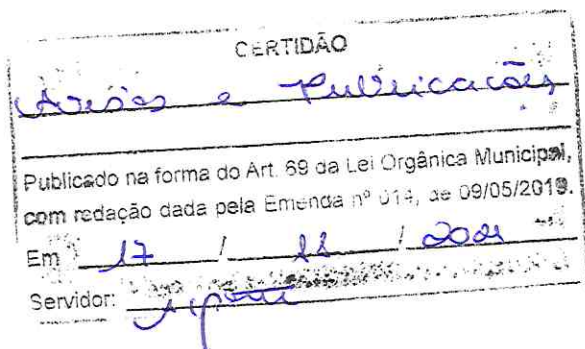 CERTIDÃO
Avisos e Publicações
Publicado na forma do Art. 69 da Lei Orgânica Municipal,
com redação dada pela Emenda nº 014, de 09/05/2019.
Em 17 / 11 / 2021
Servidor: